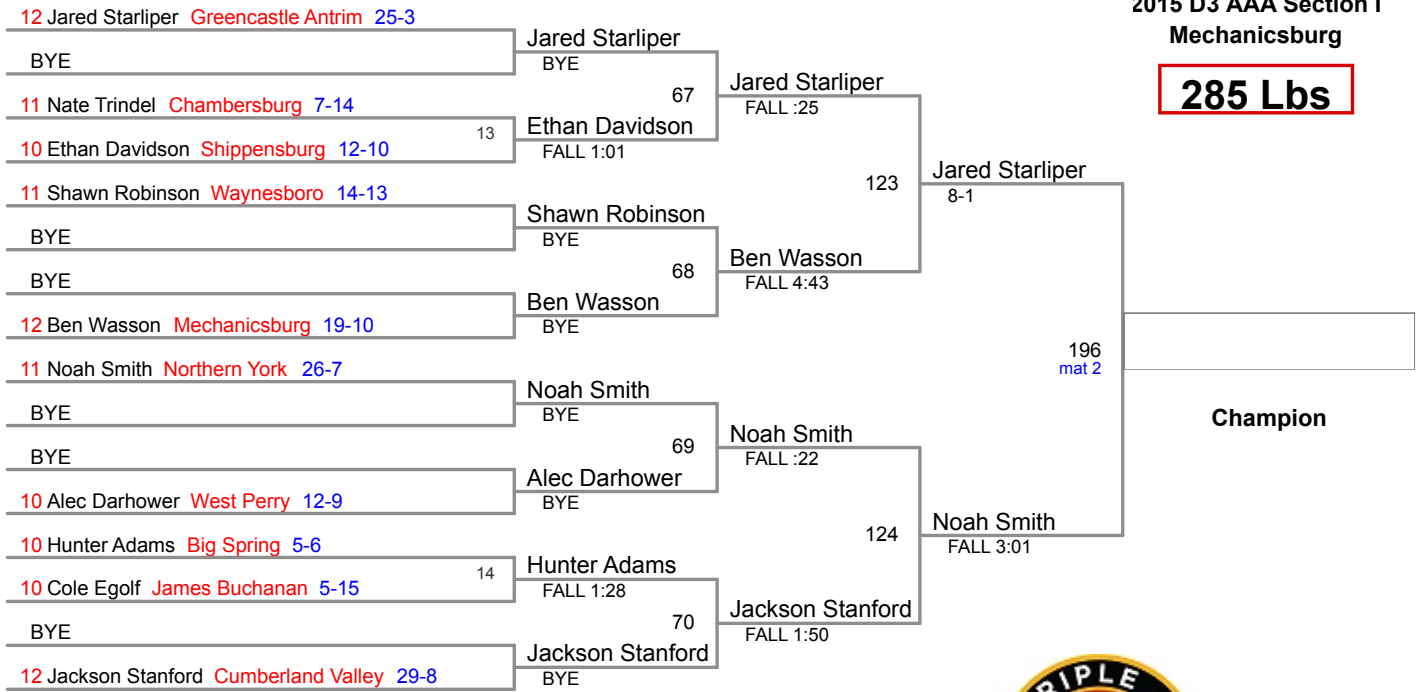 2015 D3 AAA Section I
Mechanicsburg
285 Lbs
12 Jared Starliper Greencastle Antrim 25-3
BYE
11 Nate Trindel Chambersburg 7-14
10 Ethan Davidson Shippensburg 12-10
11 Shawn Robinson Waynesboro 14-13
BYE
BYE
12 Ben Wasson Mechanicsburg 19-10
11 Noah Smith Northern York 26-7
BYE
BYE
10 Alec Darhower West Perry 12-9
10 Hunter Adams Big Spring 5-6
10 Cole Egolf James Buchanan 5-15
BYE
12 Jackson Stanford Cumberland Valley 29-8
13
14
Jared Starliper
BYE
Ethan Davidson
FALL 1:01
Shawn Robinson
BYE
Ben Wasson
BYE
Noah Smith
BYE
Alec Darhower
BYE
Hunter Adams
FALL 1:28
Jackson Stanford
BYE
67
68
69
70
Jared Starliper
FALL :25
Ben Wasson
FALL 4:43
Noah Smith
FALL :22
Jackson Stanford
FALL 1:50
123
124
Jared Starliper
8-1
Noah Smith
FALL 3:01
196
mat 2
Champion
TRIPLE